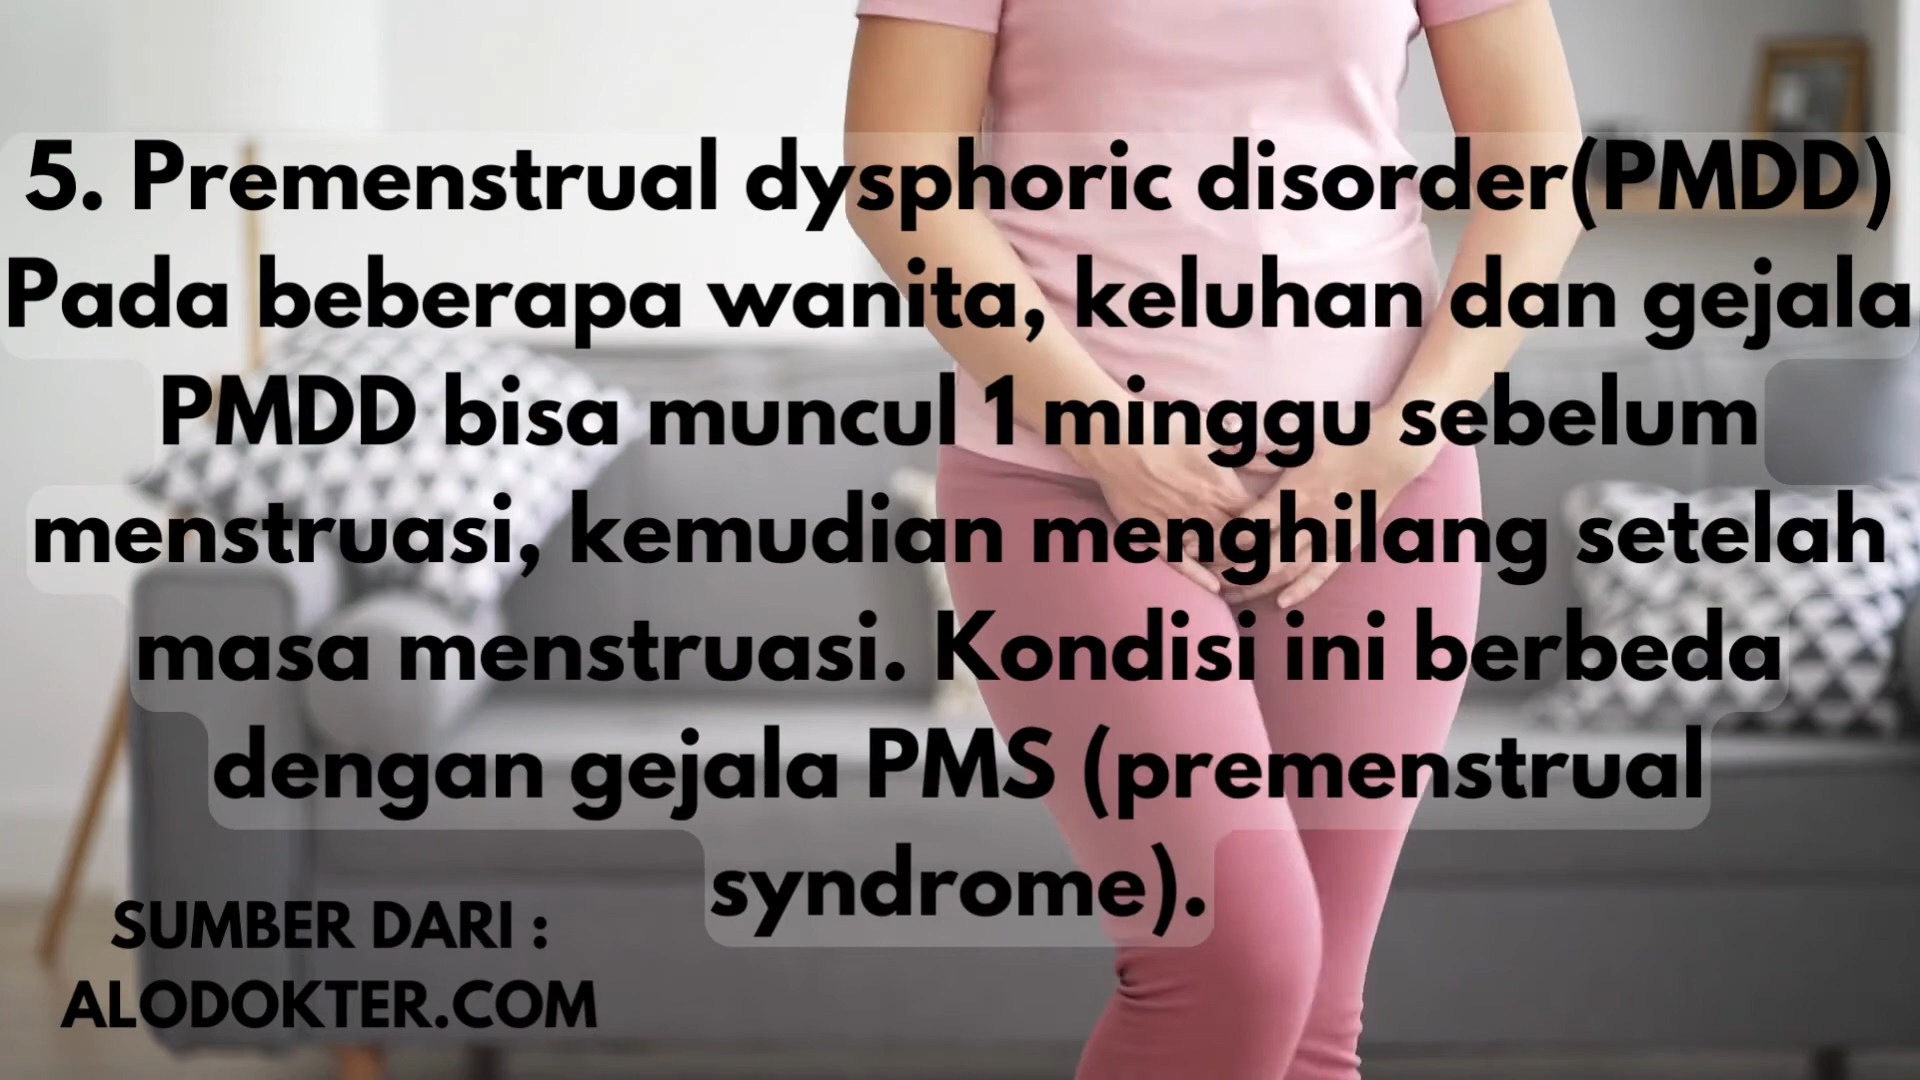 5. Premenstrual dysphoric disorder(PMDD)
Pada beberapa wanita, keluhan dan gejala
PMDD bisa muncul 1 minggu sebelum
menstruasi, kemudian menghilang setelah
masa menstruasi. Kondisi ini berbeda
dengan gejala PMS (premenstrual
syndrome).
SUMBER DARI :
ALODOKTER.COM